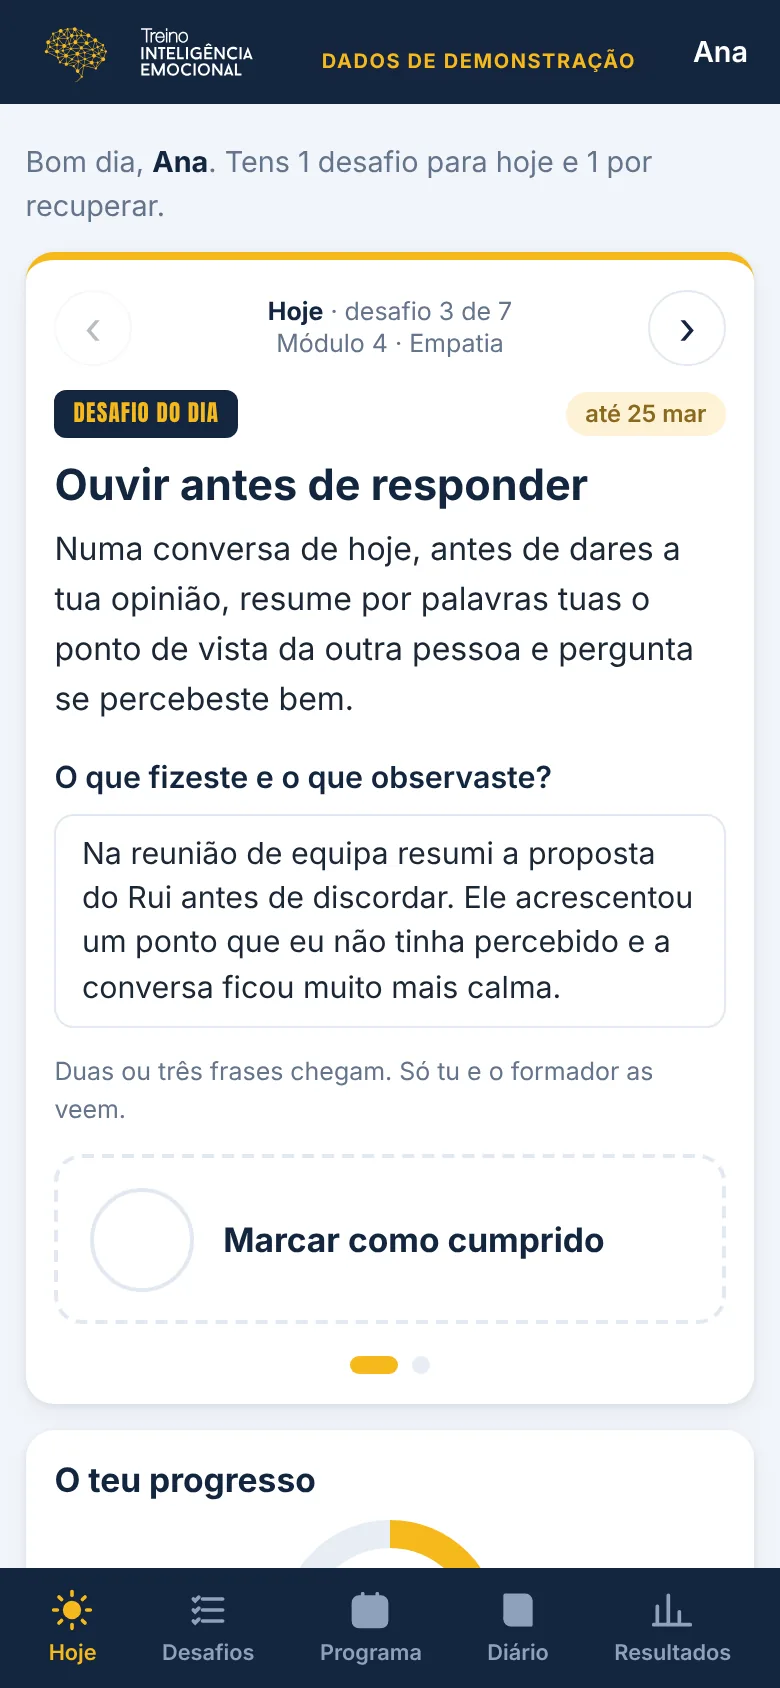 Treino
INTELIGÊNCIA
EMOCIONAL
DADOS DE DEMONSTRAÇÃO
Ana
Bom dia, Ana. Tens 1 desafio para hoje e 1 por
recuperar.
‹
Hoje · desafio 3 de 7
Módulo 4 · Empatia
›
DESAFIO DO DIA
até 25 mar
Ouvir antes de responder
Numa conversa de hoje, antes de dares a
tua opinião, resume por palavras tuas o
ponto de vista da outra pessoa e pergunta
se percebeste bem.
O que fizeste e o que observaste?
Na reunião de equipa resumi a proposta
do Rui antes de discordar. Ele acrescentou
um ponto que eu não tinha percebido e a
conversa ficou muito mais calma.
Duas ou três frases chegam. Só tu e o formador as
veem.
Marcar como cumprido
O teu progresso
Hoje
Desafios
Programa
Diário
Resultados